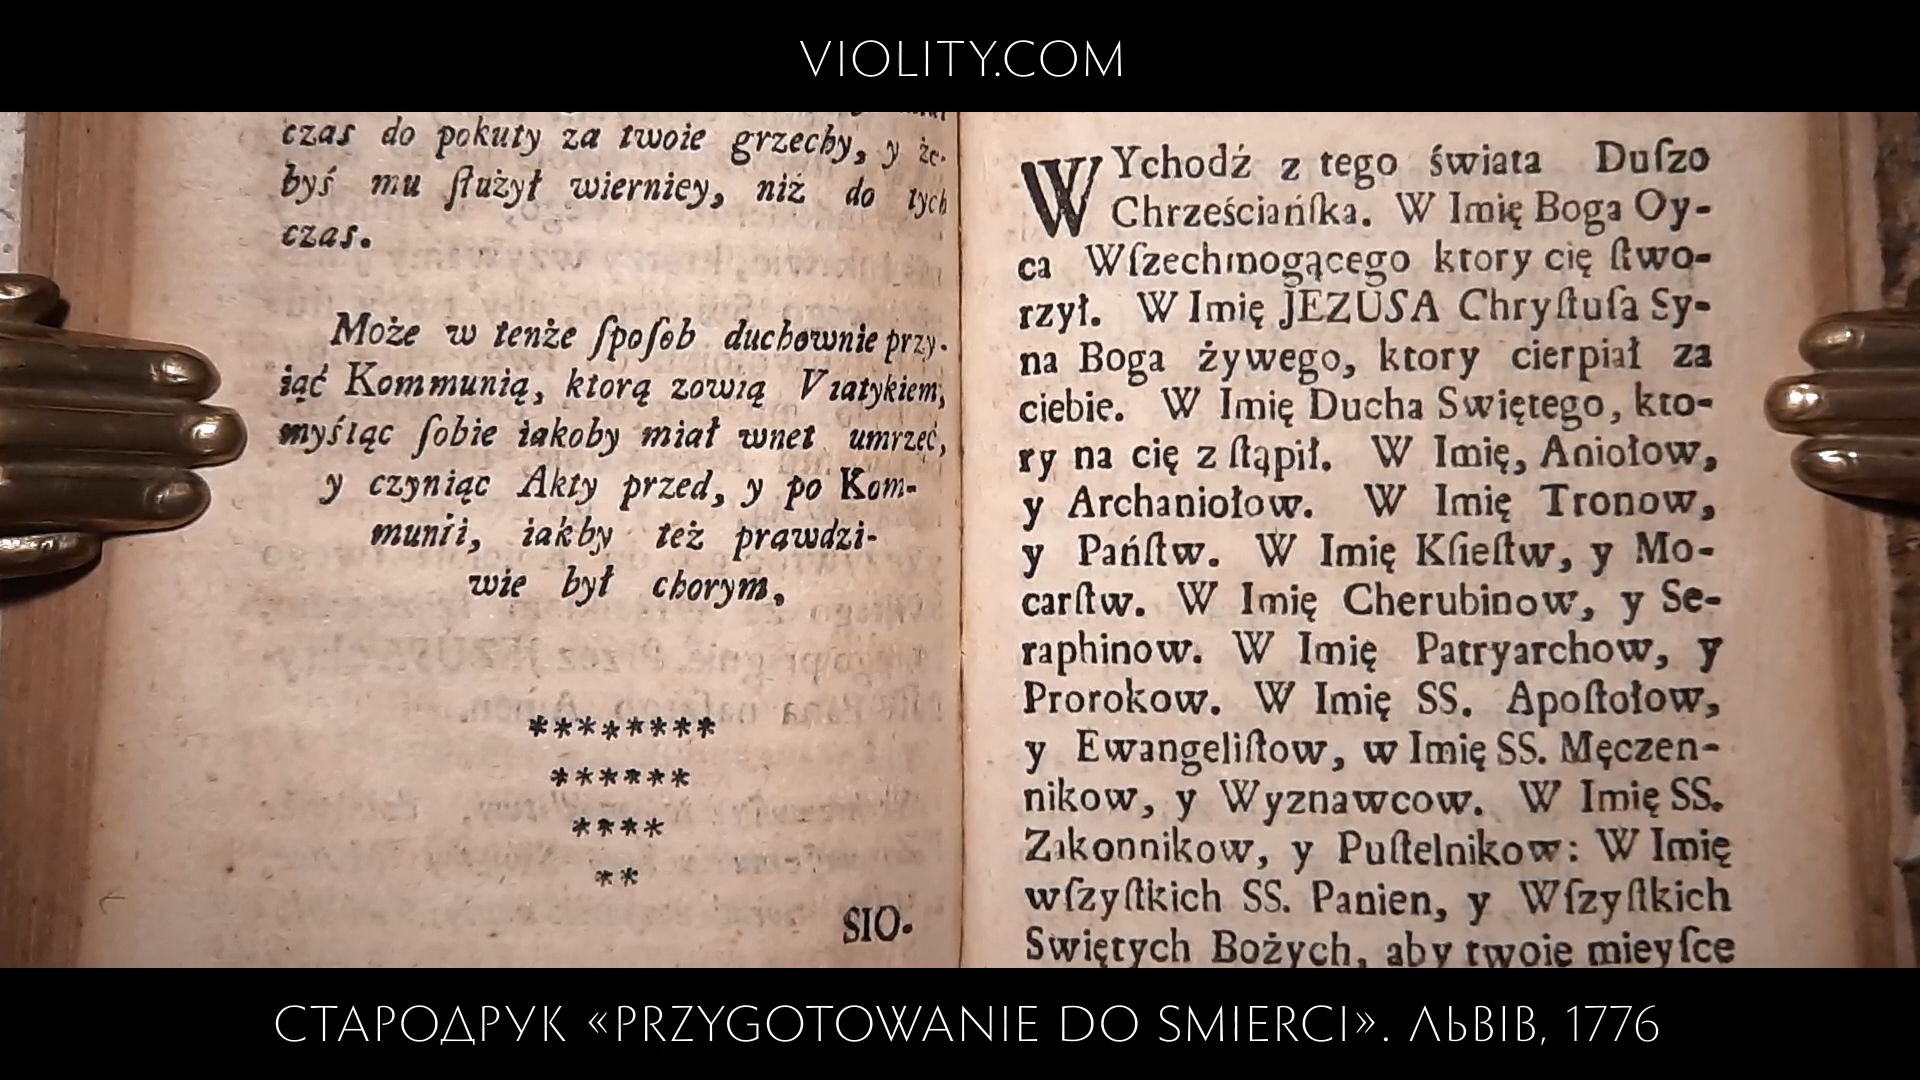 VIOLITY.COM
czas do pokuty za twoie grzechy, y że-
byś mu ſłużył wierniey, niż do tych
czas.
Może w tenże ſpoſob duchownie przy-
iąć Kommunią, ktorą zowią Viatykiem,
myśląc ſobie iakoby miał wnet umrzeć,
y czyniąc Akty przed, y po Kom-
munii, iakby też prawdzi-
wie był chorym,
********
******
****
**
SIO-
WYchodź z tego świata Duſzo
Chrześciańſka. W Imię Boga Oy-
ca Wſzechmogącego ktory cię ſtwo-
rzył. W Imię JEZUSA Chryſtuſa Sy-
na Boga żywego, ktory cierpiał za
ciebie. W Imię Ducha Swiętego, kto-
ry na cię z ſtąpił. W Imię, Aniołow,
y Archaniołow. W Imię Tronow,
y Pańſtw. W Imię Kſieſtw, y Mo-
carſtw. W Imię Cherubinow, y Se-
raphinow. W Imię Patryarchow, y
Prorokow. W Imię SS. Apoſtołow,
y Ewangeliſtow, w Imię SS. Męczen-
nikow, y Wyznawcow. W Imię SS.
Zakonnikow, y Puſtelnikow: W Imię
wſzyſtkich SS. Panien, y Wſzyſtkich
Swiętych Bożych, aby twoie mieyſce
СТАРОДРУК «PRZYGOTOWANIE DO SMIERCI». ЛЬВІВ, 1776